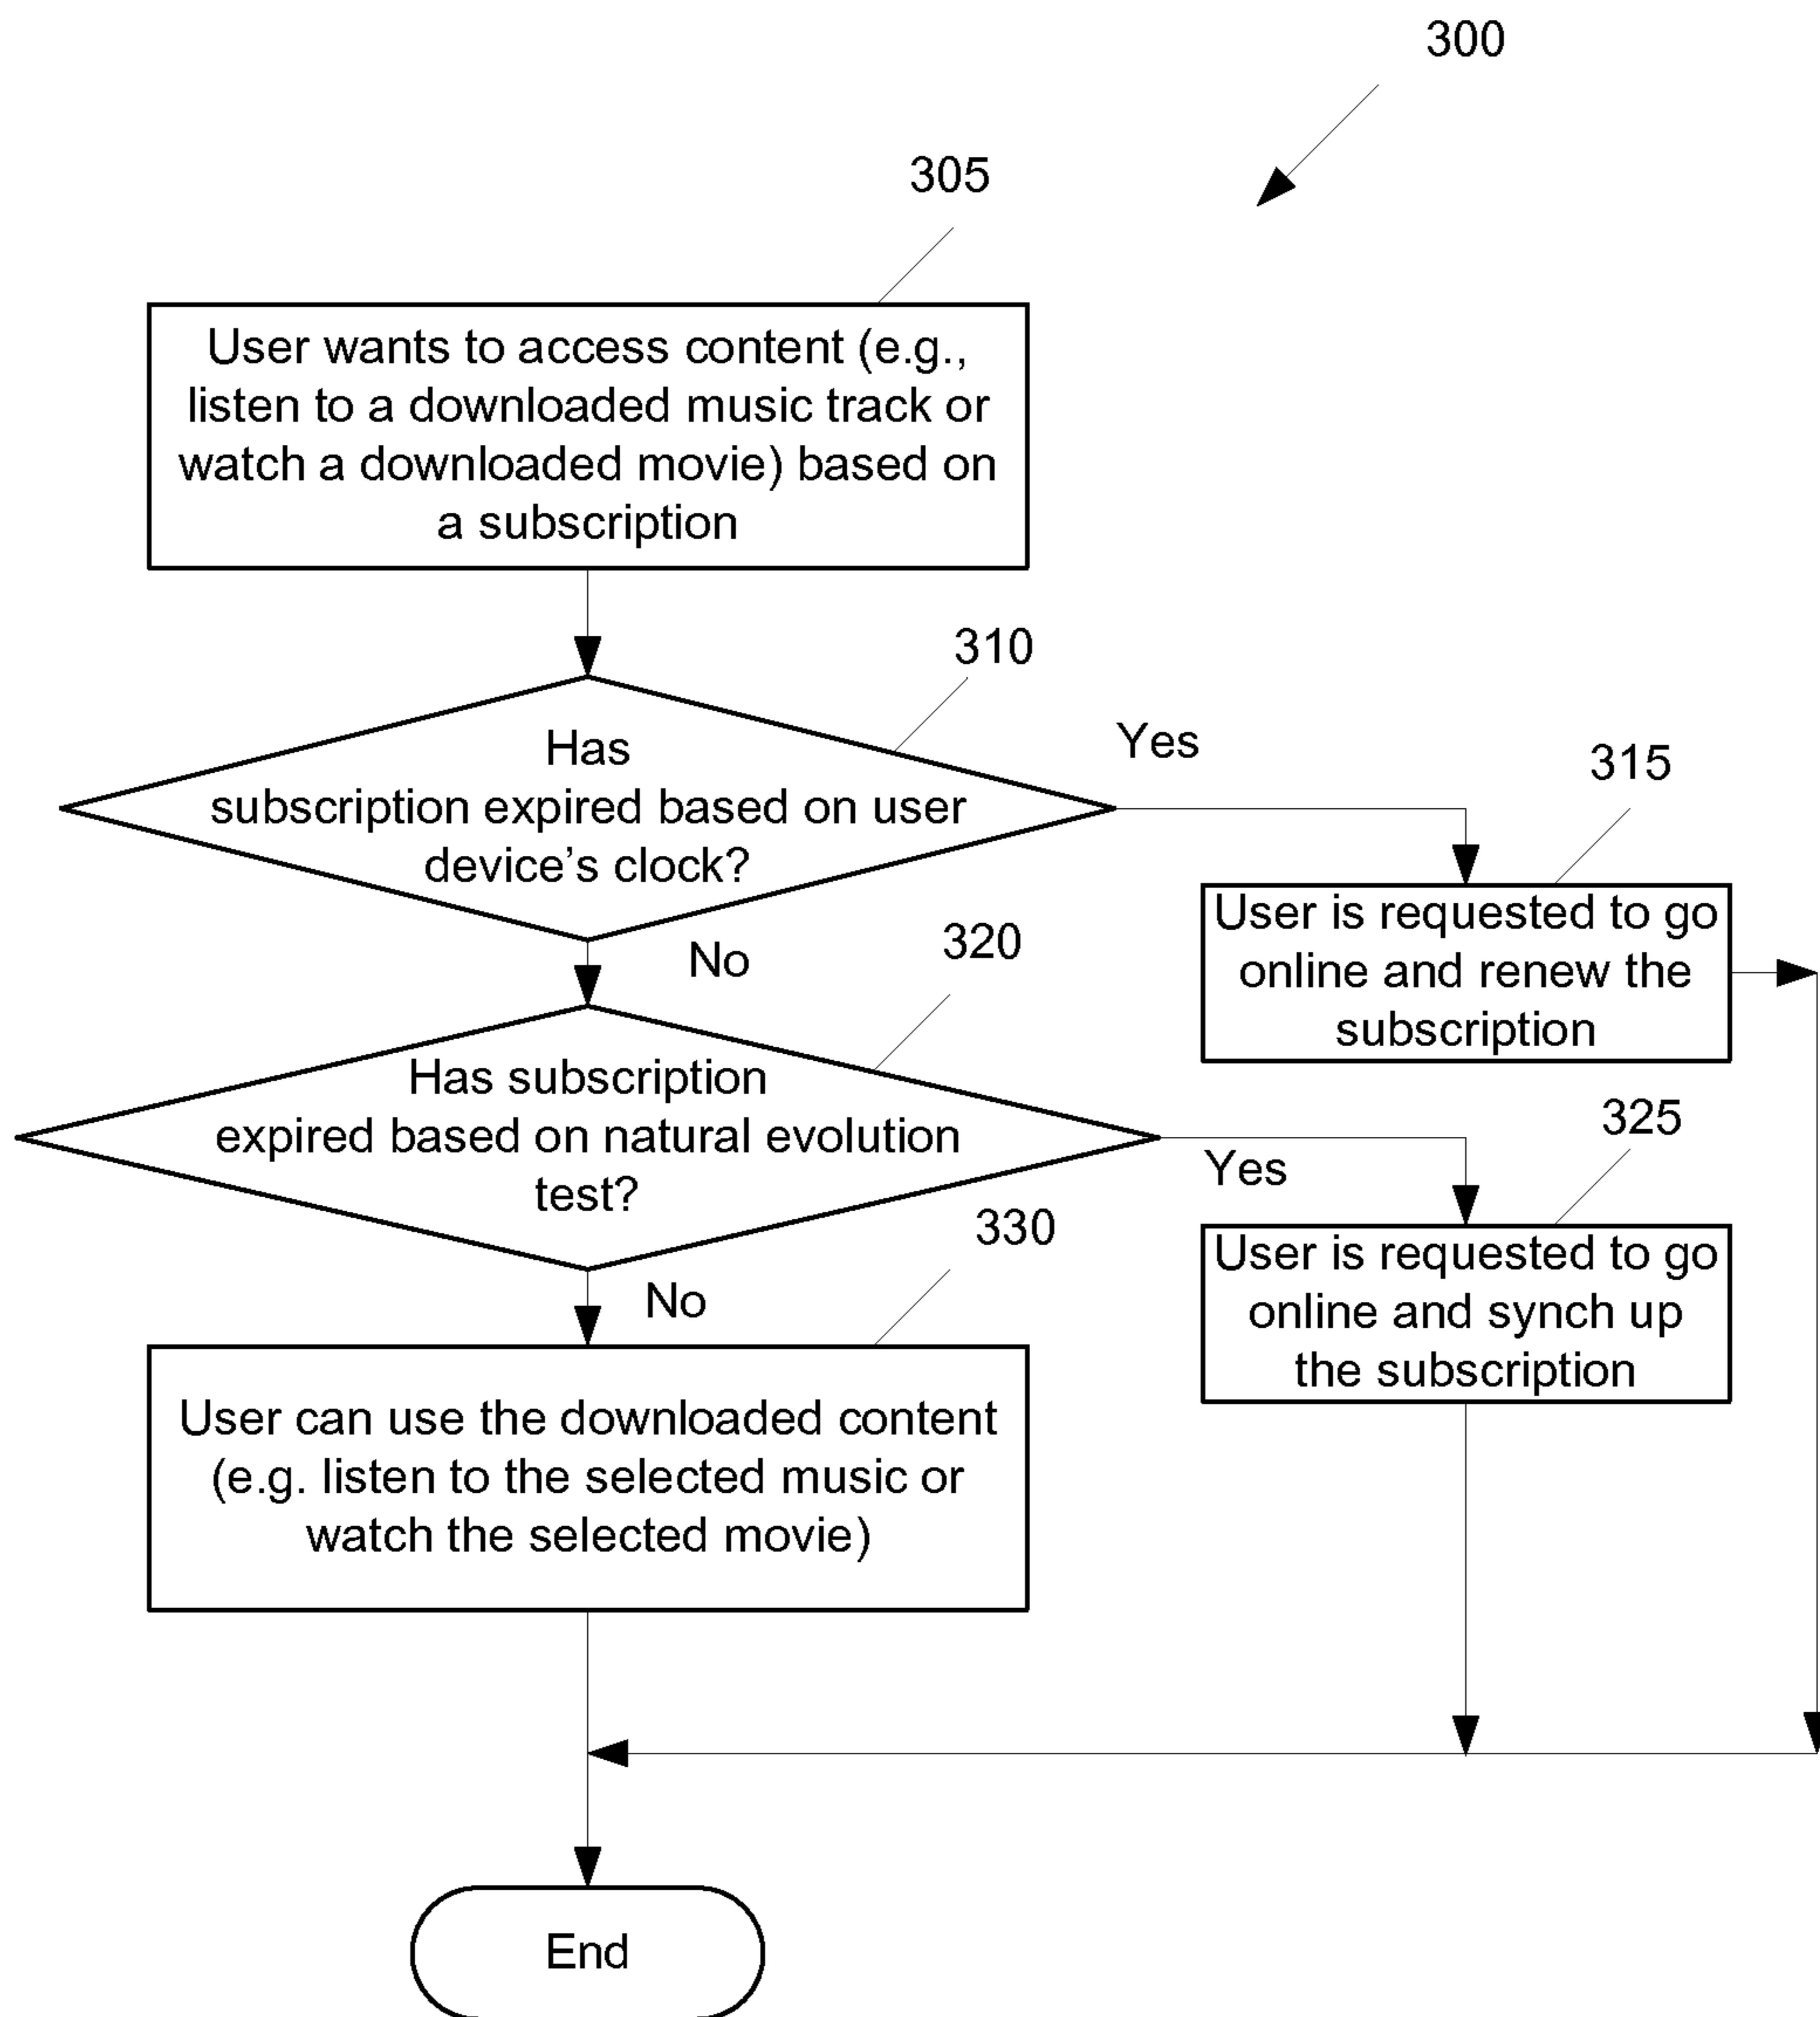 300
305
User wants to access content (e.g.,
listen to a downloaded music track or
watch a downloaded movie) based on
a subscription
310
Has
subscription expired based on user
device’s clock?
Yes
315
User is requested to go
online and renew the
subscription
No
320
Has subscription
expired based on natural evolution
test?
Yes
325
User is requested to go
online and synch up
the subscription
No
330
User can use the downloaded content
(e.g. listen to the selected music or
watch the selected movie)
End